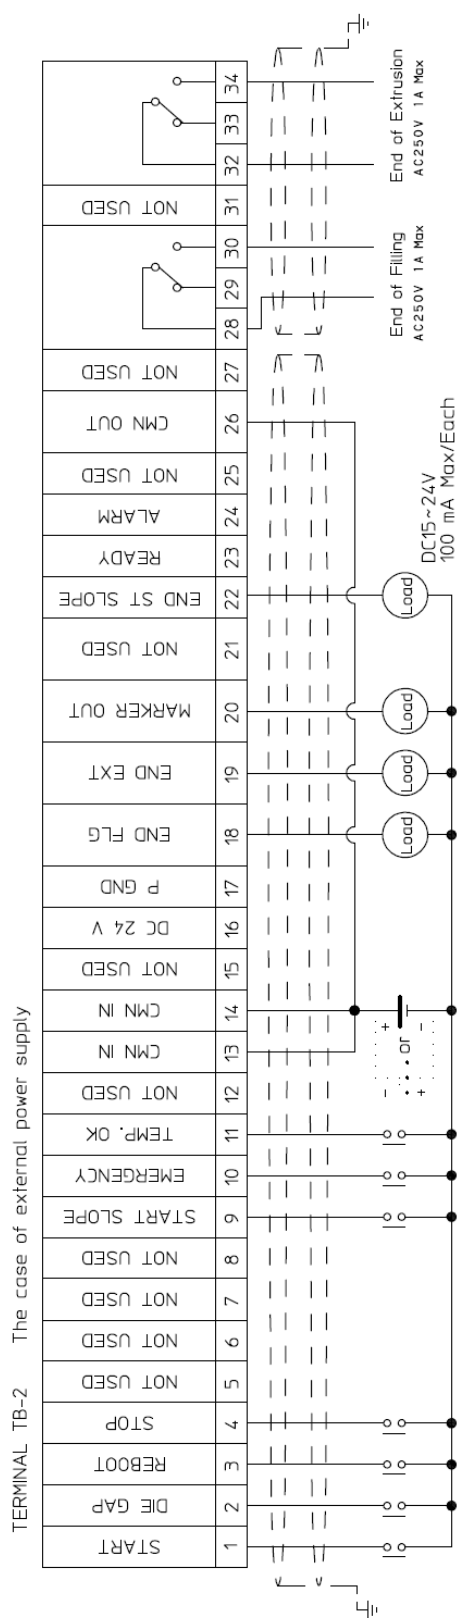 TERMINAL TB-2 The case of external power supply
START 1
DIE GAP 2
REBOOT 3
STOP 4
NOT USED 5
NOT USED 6
NOT USED 7
NOT USED 8
START SLOPE 9
EMERGENCY 10
TEMP. OK 11
NOT USED 12
CMN IN 13
CMN IN 14
NOT USED 15
DC 24 V 16
P GND 17
END FLG 18
END EXT 19
MARKER OUT 20
NOT USED 21
END ST SLOPE 22
READY 23
ALARM 24
NOT USED 25
CMN OUT 26
NOT USED 27
28
29
30
NOT USED 31
32
33
34
- +
or
+ -
Load
Load
Load
Load
DC15~24V
100 mA Max/Each
End of Filling
AC250V 1A Max
End of Extrusion
AC250V 1A Max